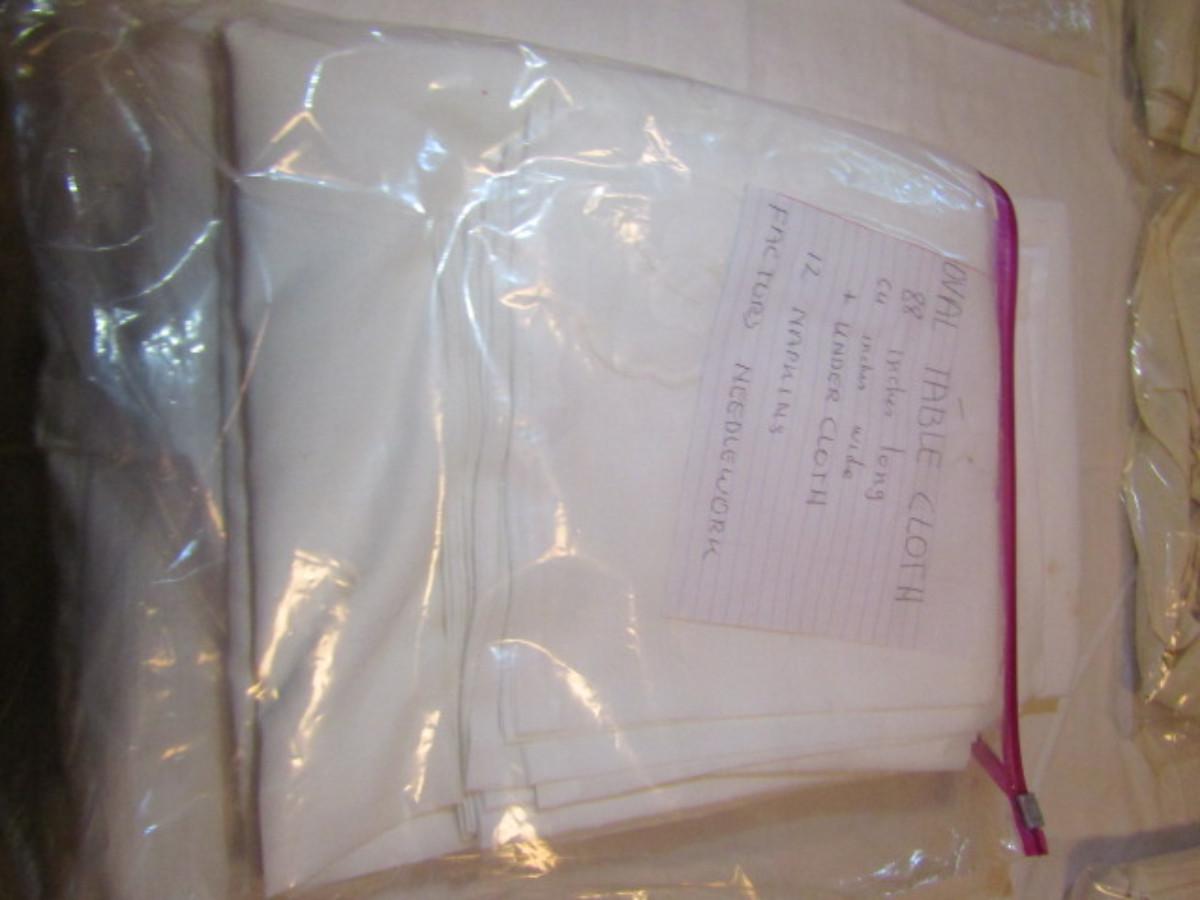 OVAL TABLE CLOTH
88 inches long
64 inches wide
+ UNDER CLOTH
12 NAPKINS
FACTORS NEEDLEWORK